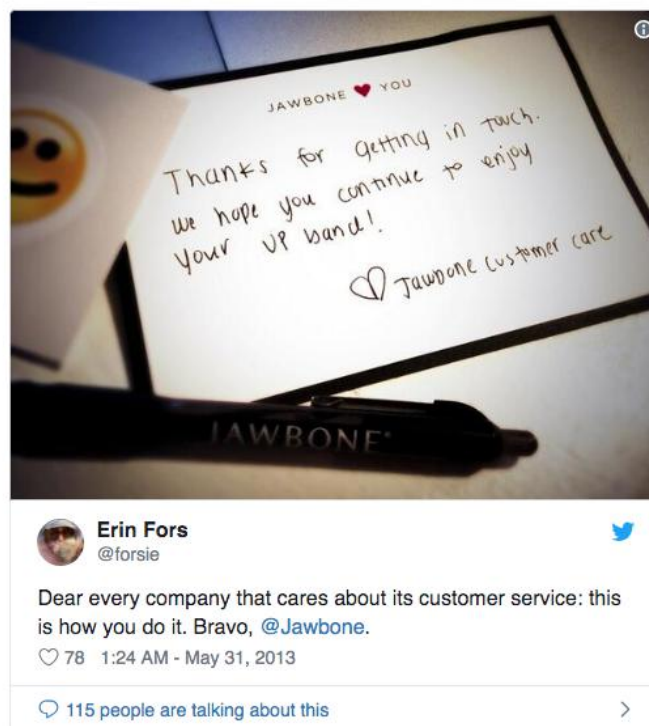 JAWBONE ♥ YOU
Thanks for getting in touch.
we hope you continue to enjoy
your UP band!
♡ Jawbone customer care
JAWBONE®
Erin Fors
@forsie
Dear every company that cares about its customer service: this
is how you do it. Bravo, @Jawbone.
78 1:24 AM - May 31, 2013
115 people are talking about this